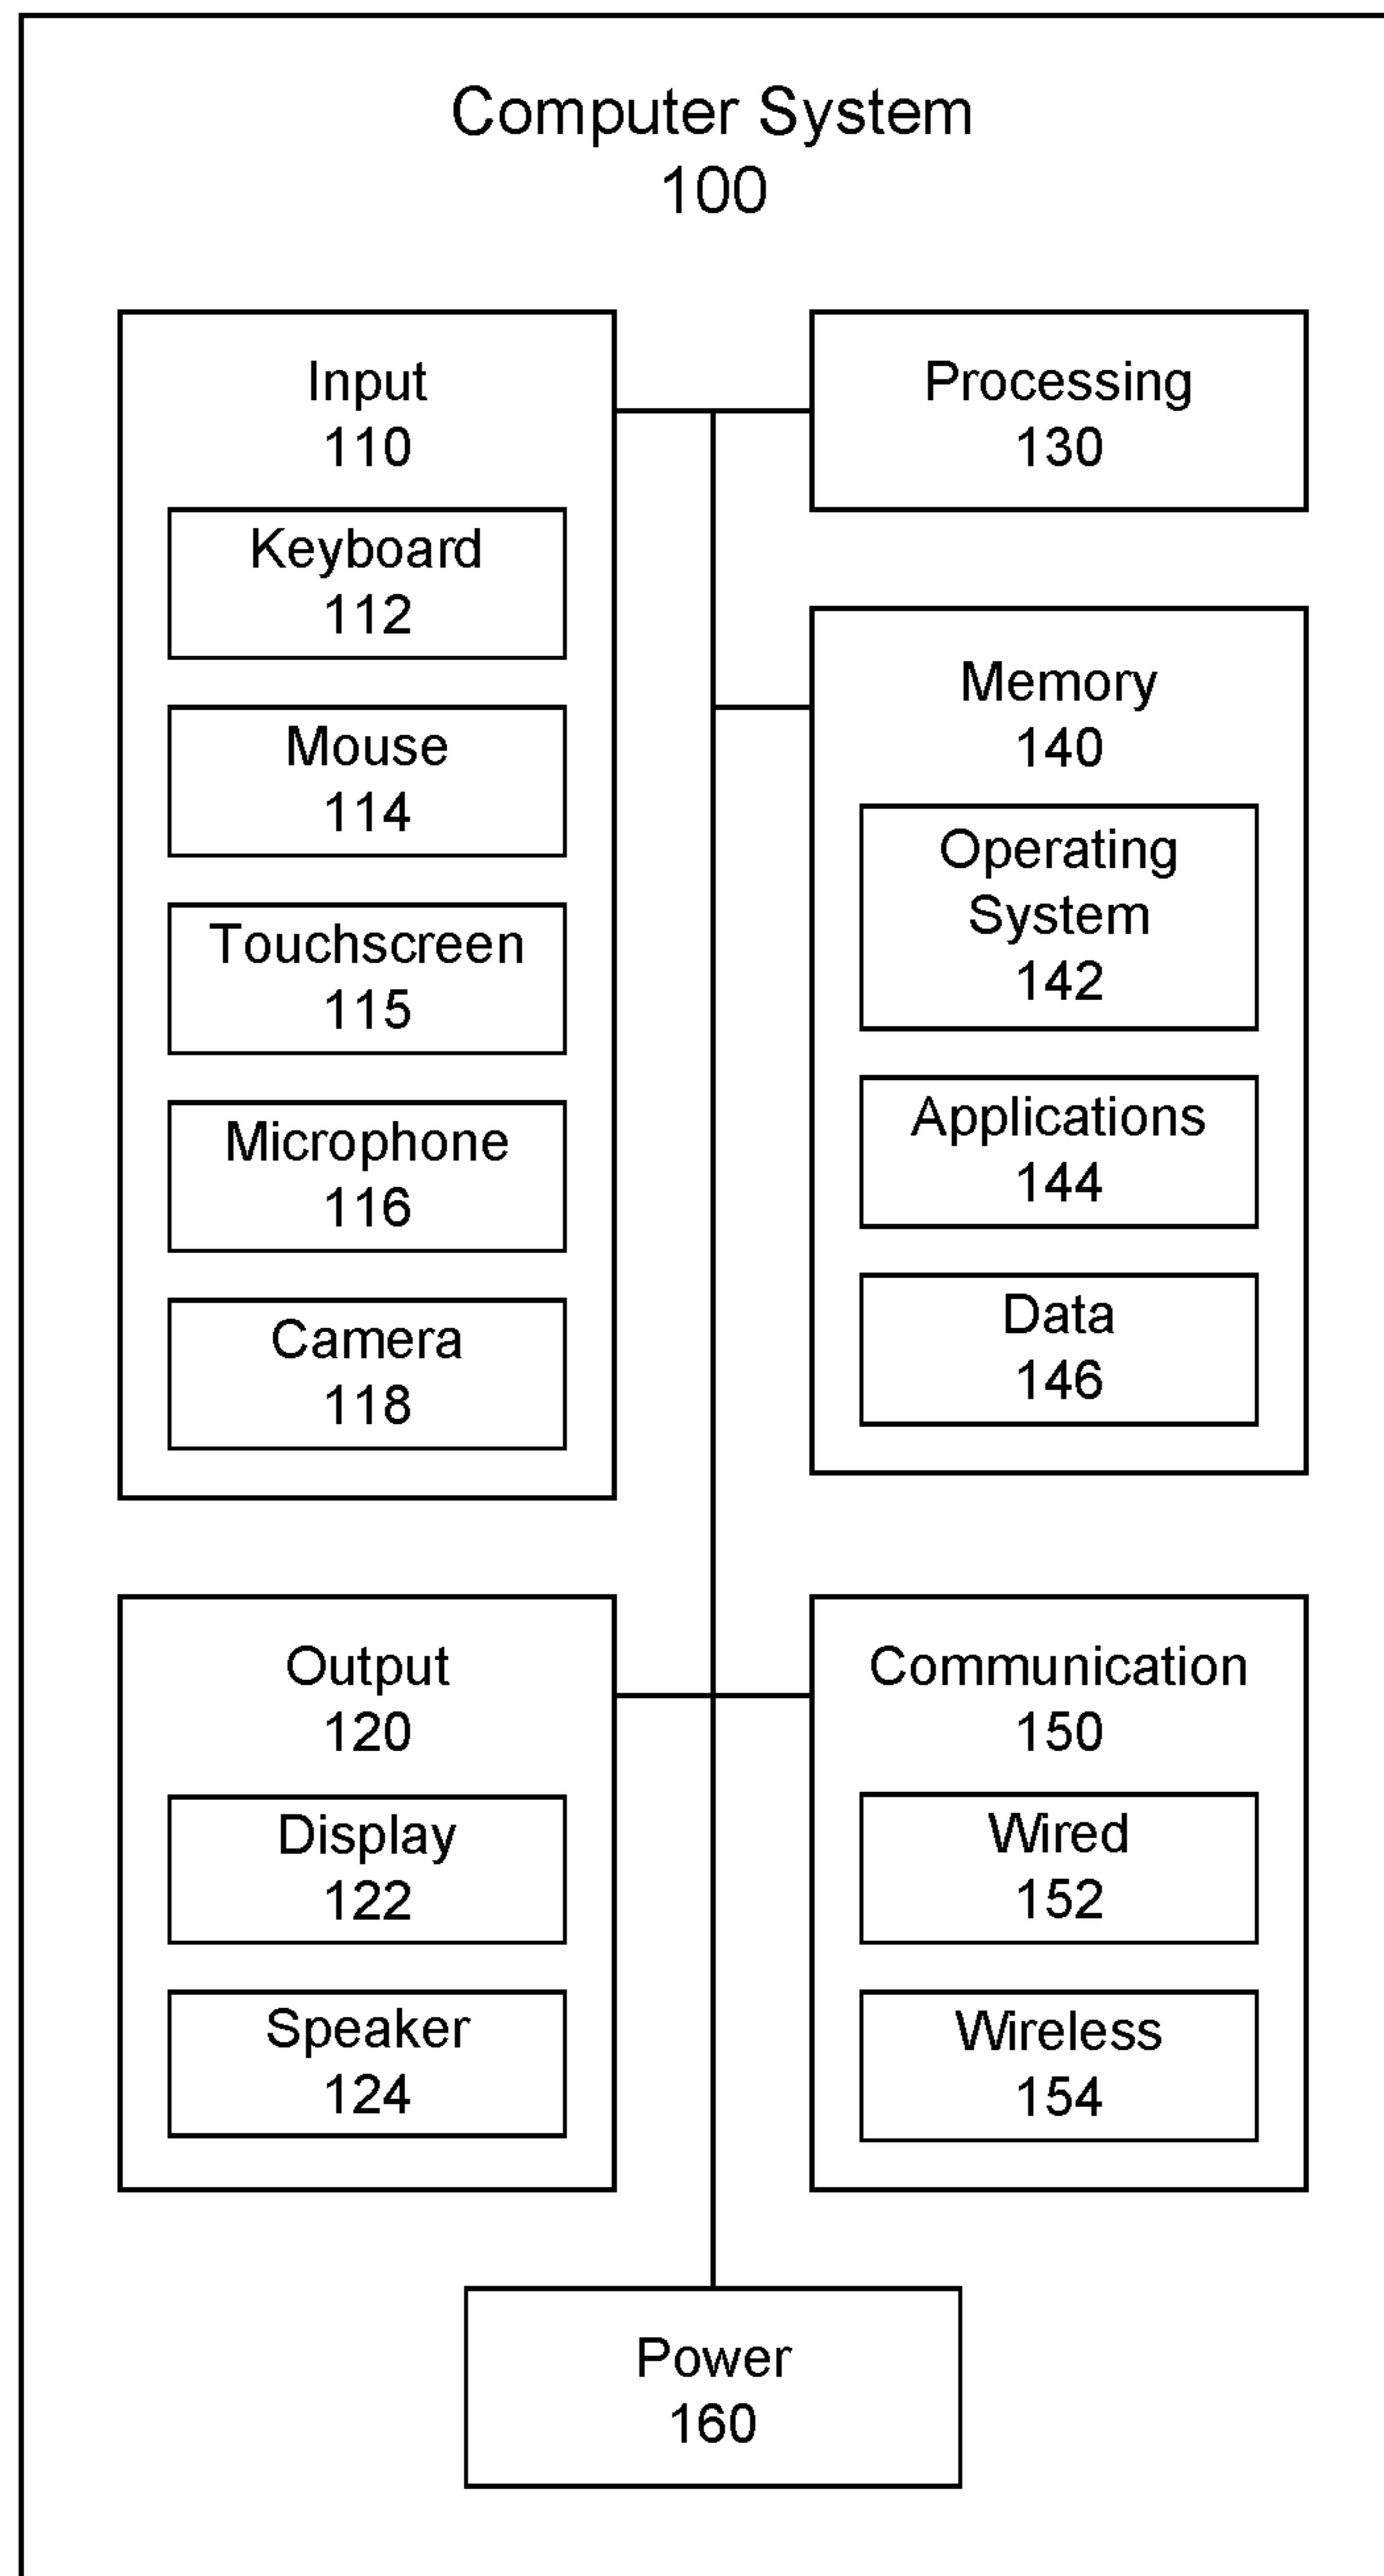 Computer System
100
Input
110
Keyboard
112
Mouse
114
Touchscreen
115
Microphone
116
Camera
118
Processing
130
Memory
140
Operating
System
142
Applications
144
Data
146
Output
120
Display
122
Speaker
124
Communication
150
Wired
152
Wireless
154
Power
160